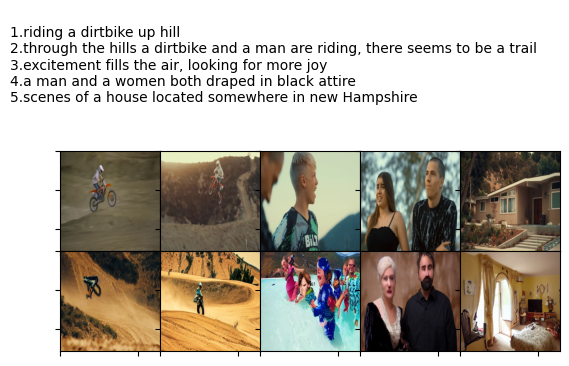 1.riding a dirtbike up hill
2.through the hills a dirtbike and a man are riding, there seems to be a trail
3.excitement fills the air, looking for more joy
4.a man and a women both draped in black attire
5.scenes of a house located somewhere in new Hampshire